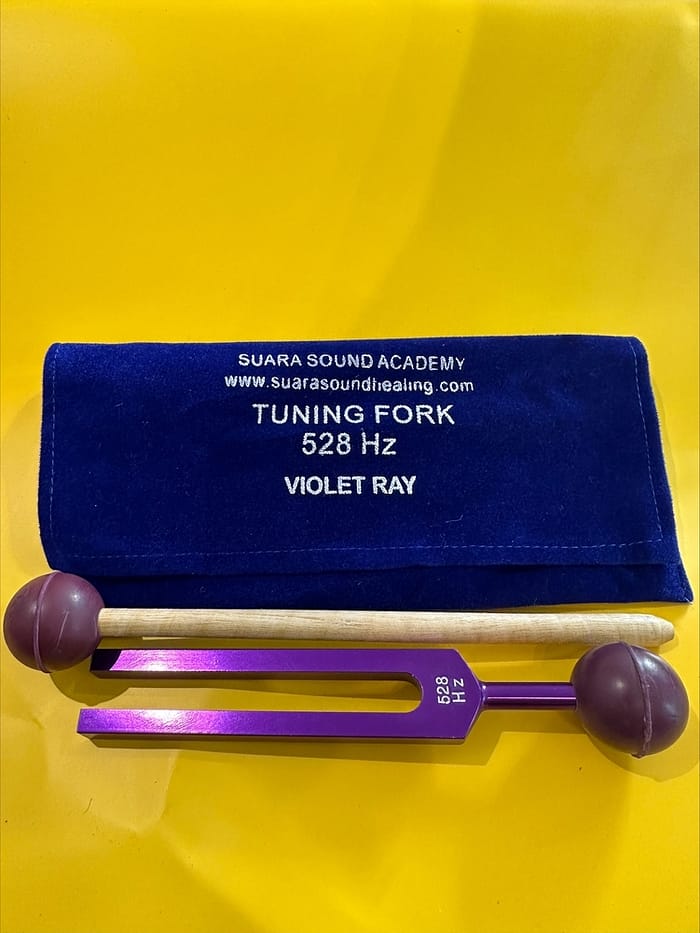 SUARA SOUND ACADEMY
www.suarasoundhealing.com
TUNING FORK
528 Hz
VIOLET RAY
528
Hz